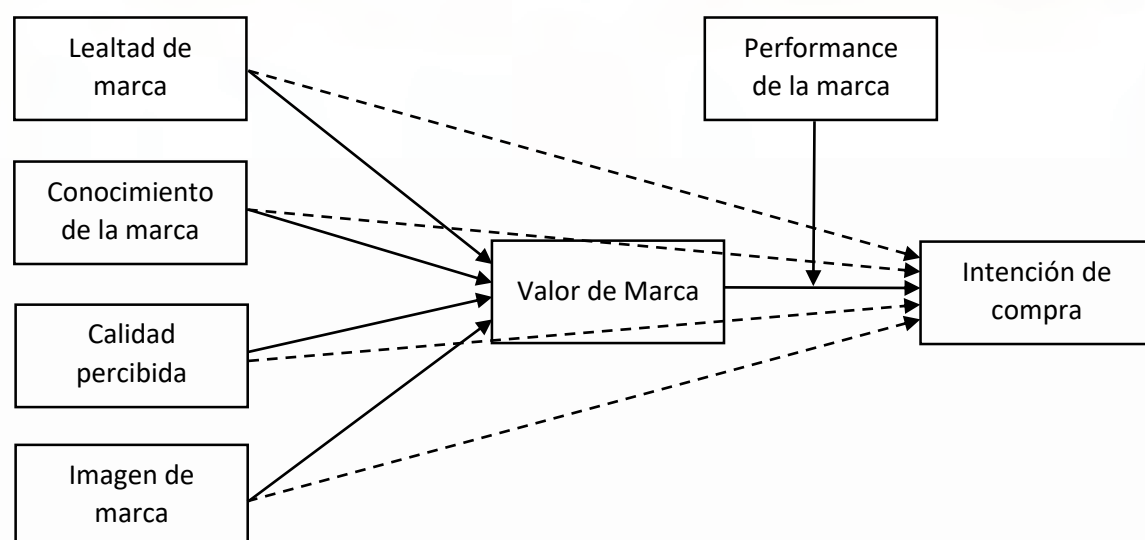 Lealtad de
marca
Performance
de la marca
Conocimiento
de la marca
Valor de Marca
Intención de
compra
Calidad
percibida
Imagen de
marca